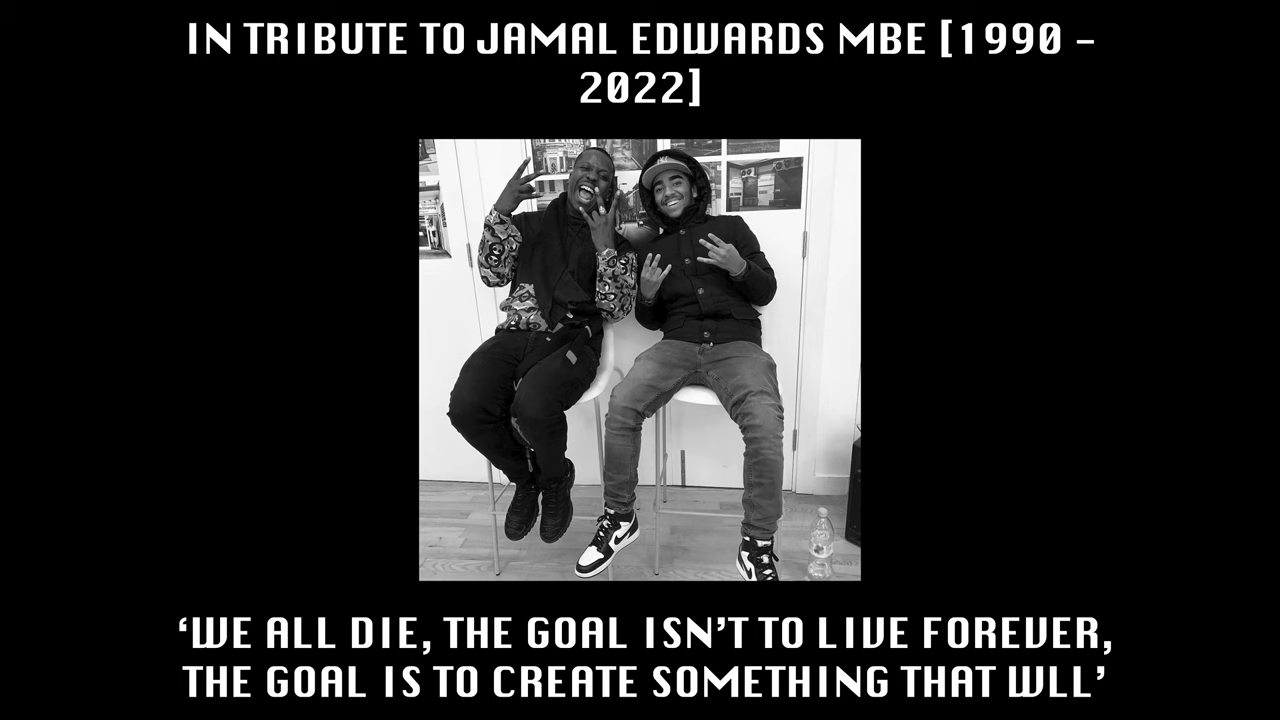 IN TRIBUTE TO JAMAL EDWARDS MBE [1990 –
2022]
‘WE ALL DIE, THE GOAL ISN’T TO LIVE FOREVER,
THE GOAL IS TO CREATE SOMETHING THAT WLL’